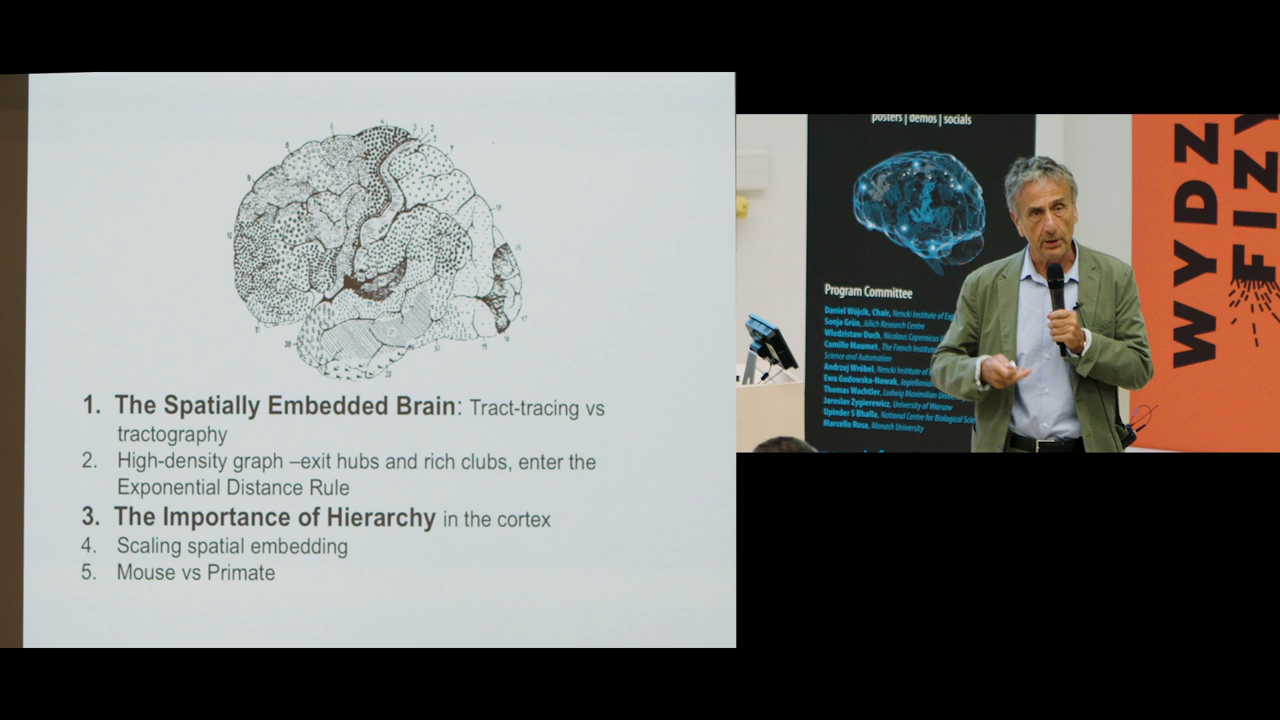 1. The Spatially Embedded Brain: Tract-tracing vs
tractography
2. High-density graph –exit hubs and rich clubs, enter the
Exponential Distance Rule
3. The Importance of Hierarchy in the cortex
4. Scaling spatial embedding
5. Mouse vs Primate
posters | demos | socials
Program Committee
Daniel Wójcik, Chair, Nencki Institute of
Sonja Grün, Jülich Research Centre
Włodzisław Duch, Nicolaus Copernicus
Camille Maumet, The French Institute
Science and Automation
Andrzej Wróbel, Nencki Institute of
Ewa Gudowska-Nowak,
Thomas Wachtler, Ludwig Maximilian
Jarosław Żygierewicz, University of Warsaw
Upinder S Bhalla, National Centre for Biological
Marcello Rosa, Monash University
WYDZ
FIZY